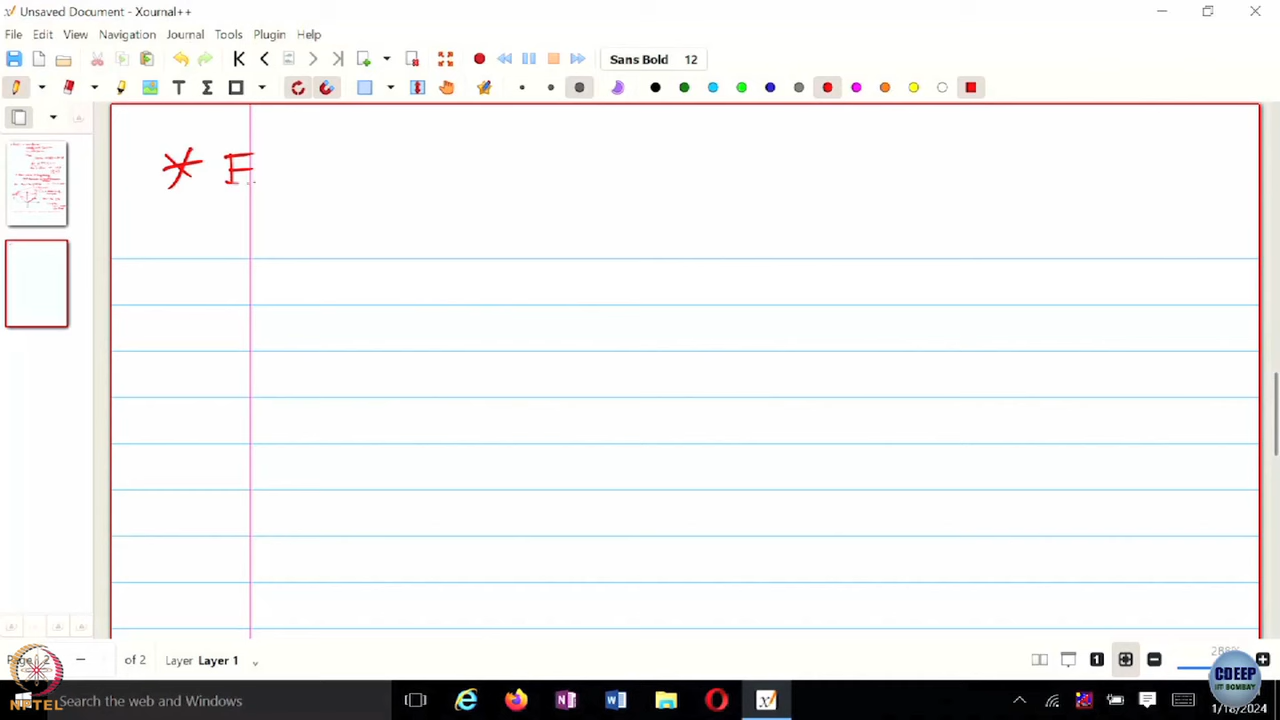 Unsaved Document - Xournal++
File Edit View Navigation Journal Tools Plugin Help
Sans Bold 12
* E
of 2 Layer Layer 1
288%
NPTEL
Search the web and Windows
CDEEP
IIT BOMBAY
1/18/2024